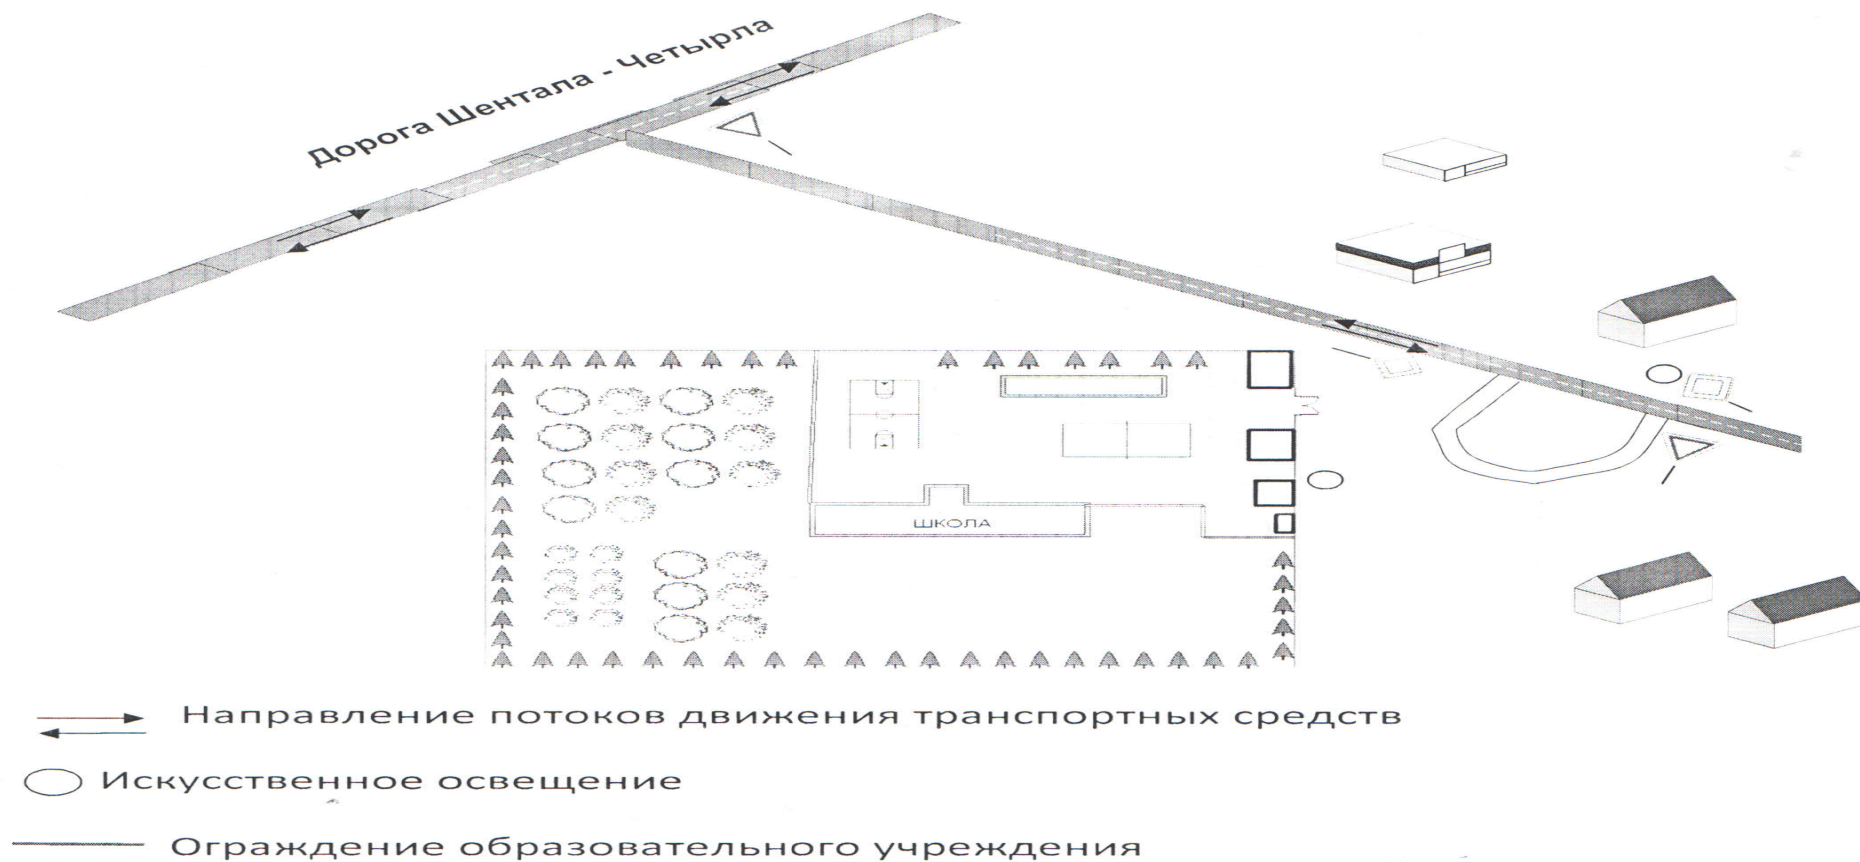 Дорога Шентала - Четырла
ШКОЛА
Направление потоков движения транспортных средств
Искусственное освещение
Ограждение образовательного учреждения